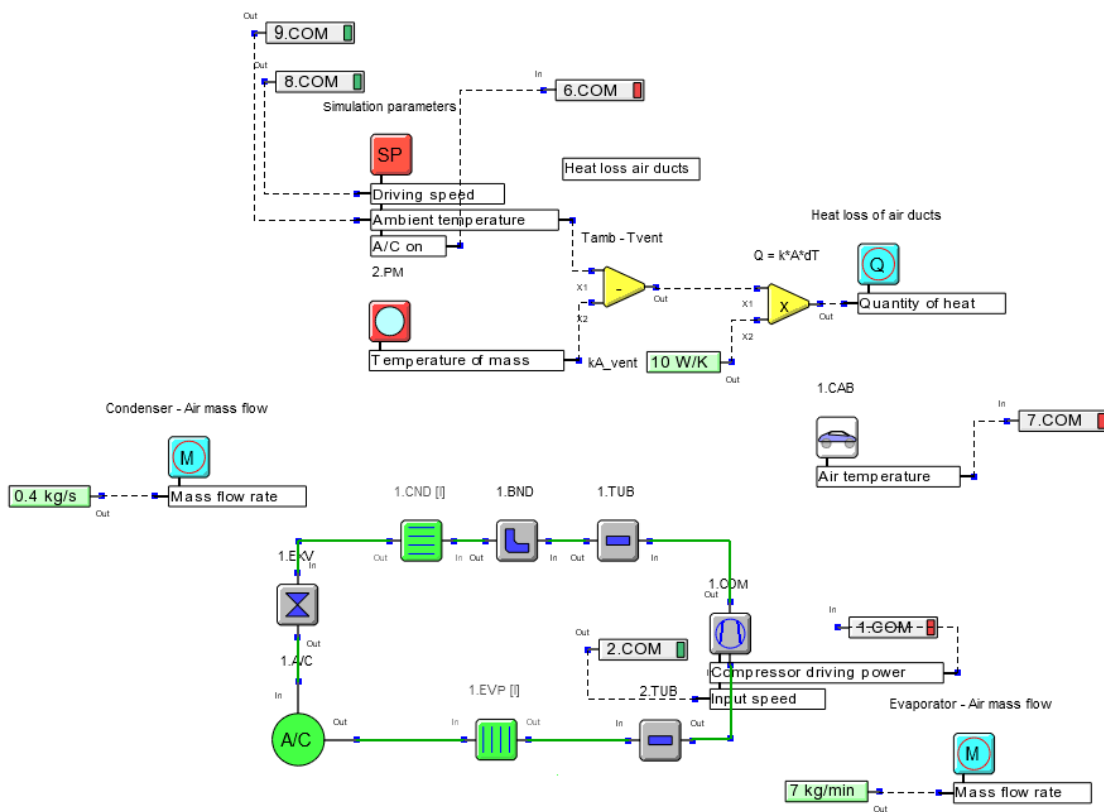 Out
9.COM
Out
8.COM
In
6.COM
Simulation parameters
SP
Heat loss air ducts
Driving speed
Ambient temperature
Heat loss of air ducts
A/C on
Tamb - Tvent
2.PM
Q = k*A*dT
Q
-
X1
Out
X1
X
Out
Quantity of heat
X2
X2
Temperature of mass
kA_vent
10 W/K
Out
1.CAB
In
7.COM
Condenser - Air mass flow
M
Air temperature
0.4 kg/s
Out
Mass flow rate
1.CND [I]
1.BND
1.TUB
Out
In
Out
In
Out
In
1.EXV
In
1.COM
Out
In
1.COM
Out
Out
2.COM
1.A/C
Compressor driving power
In
1.EVP [I]
2.TUB
Input speed
Evaporator - Air mass flow
A/C
Out
In
Out
In
Out
M
7 kg/min
Out
Mass flow rate